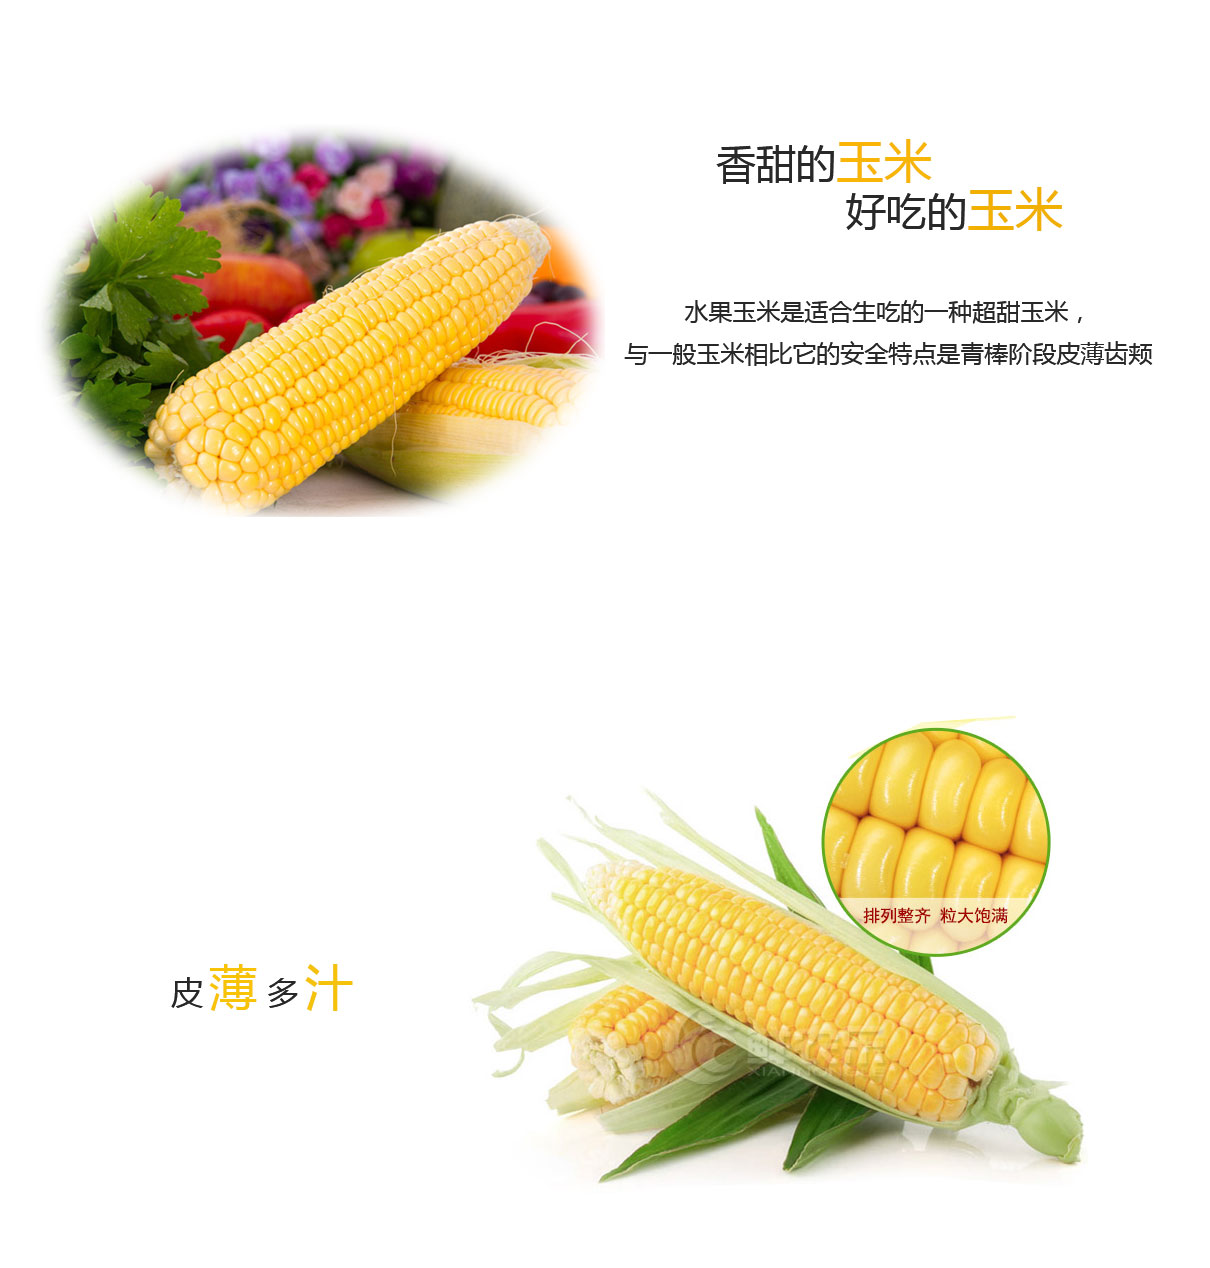 香甜的玉米
好吃的玉米
水果玉米是适合生吃的一种超甜玉米，
与一般玉米相比它的安全特点是青棒阶段皮薄齿颊
排列整齐 粒大饱满
皮薄多汁